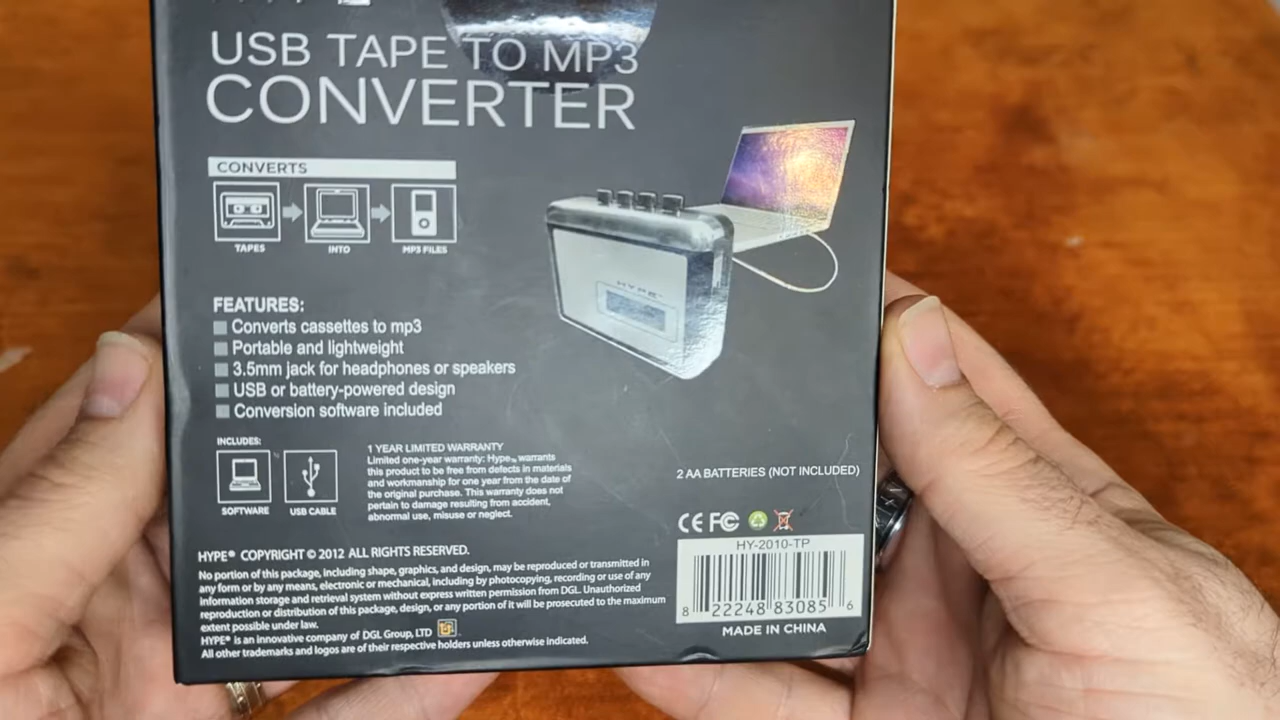 USB TAPE TO MP3
CONVERTER
CONVERTS
TAPES
INTO
MP3 FILES
HYPE™
FEATURES:
Converts cassettes to mp3
Portable and lightweight
3.5mm jack for headphones or speakers
USB or battery-powered design
Conversion software included
INCLUDES:
SOFTWARE
USB CABLE
1 YEAR LIMITED WARRANTY
Limited one-year warranty: Hype™ warrants
this product to be free from defects in materials
and workmanship for one year from the date of
the original purchase. This warranty does not
pertain to damage resulting from accident,
abnormal use, misuse or neglect.
2 AA BATTERIES (NOT INCLUDED)
CE FC
HY-2010-TP
8 22248 83085 6
MADE IN CHINA
HYPE® COPYRIGHT © 2012 ALL RIGHTS RESERVED.
No portion of this package, including shape, graphics, and design, may be reproduced or transmitted in
any form or by any means, electronic or mechanical, including by photocopying, recording or use of any
information storage and retrieval system without express written permission from DGL. Unauthorized
reproduction or distribution of this package, design, or any portion of it will be prosecuted to the maximum
extent possible under law.
HYPE® is an innovative company of DGL Group, LTD
All other trademarks and logos are of their respective holders unless otherwise indicated.